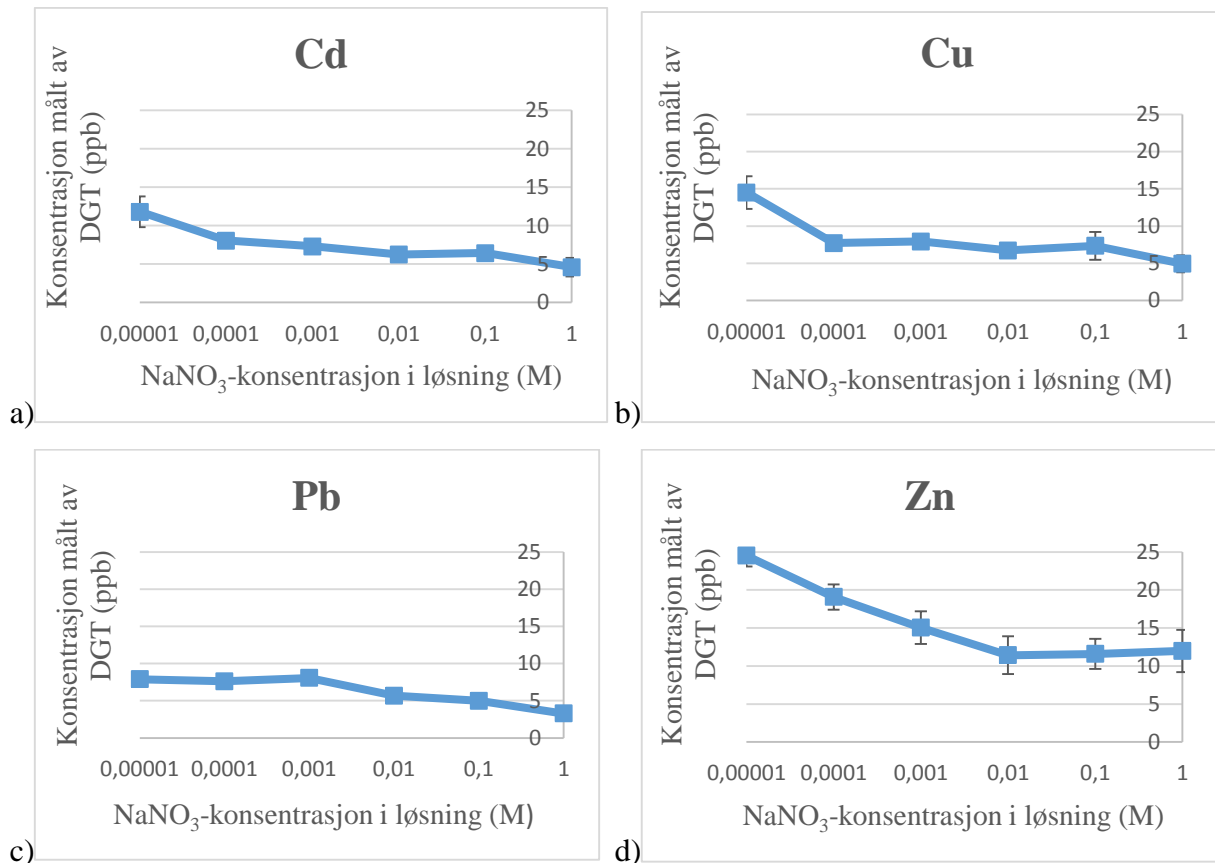 Cd
Konsentrasjon målt av
DGT (ppb)
25
20
15
10
5
0
0,00001 0,0001 0,001 0,01 0,1 1
NaNO₃-konsentrasjon i løsning (M)
a)
Cu
Konsentrasjon målt av
DGT (ppb)
25
20
15
10
5
0
0,00001 0,0001 0,001 0,01 0,1 1
NaNO₃-konsentrasjon i løsning (M)
b)
Pb
Konsentrasjon målt av
DGT (ppb)
25
20
15
10
5
0
0,00001 0,0001 0,001 0,01 0,1 1
NaNO₃-konsentrasjon i løsning (M)
c)
Zn
Konsentrasjon målt av
DGT (ppb)
25
20
15
10
5
0
0,00001 0,0001 0,001 0,01 0,1 1
NaNO₃-konsentrasjon i løsning (M)
d)